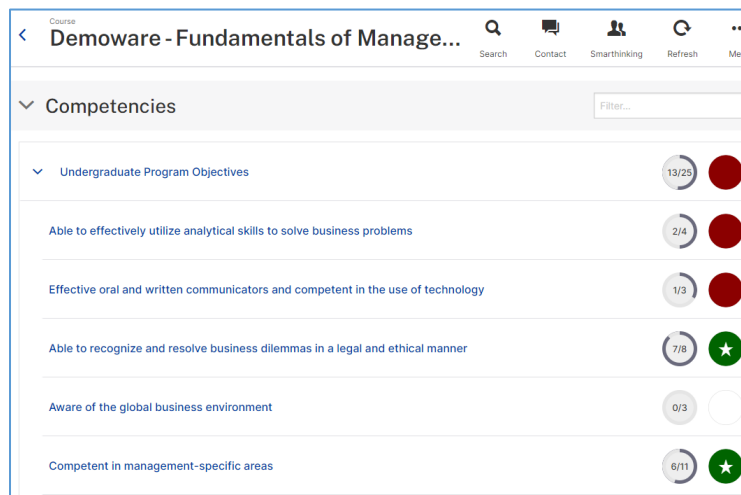 Course
Demoware - Fundamentals of Manage...
Search
Contact
Smarthinking
Refresh
Me
Competencies
Filter...
Undergraduate Program Objectives
13/25
Able to effectively utilize analytical skills to solve business problems
2/4
Effective oral and written communicators and competent in the use of technology
1/3
Able to recognize and resolve business dilemmas in a legal and ethical manner
7/8
Aware of the global business environment
0/3
Competent in management-specific areas
6/11